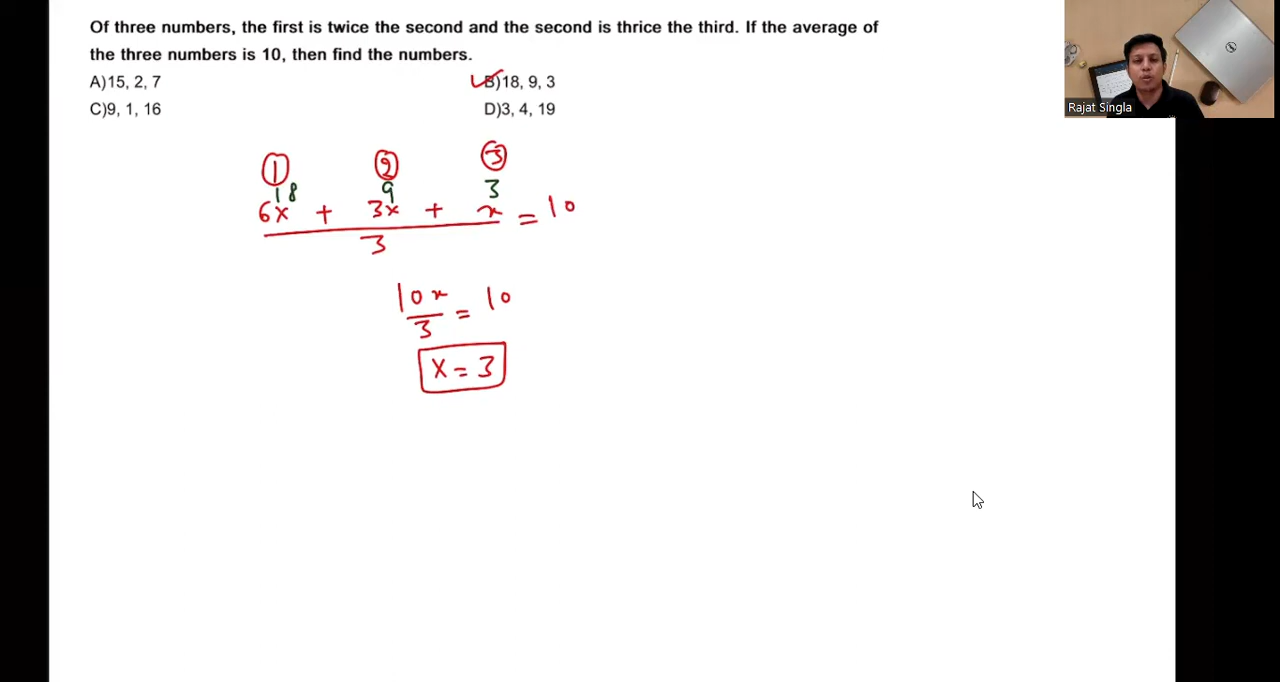 Of three numbers, the first is twice the second and the second is thrice the third. If the average of
the three numbers is 10, then find the numbers.
A)15, 2, 7
B)18, 9, 3
C)9, 1, 16
D)3, 4, 19
Rajat Singla
1 2 3
18 9 3
6x + 3x + x = 10
3
10x = 10
3
x = 3